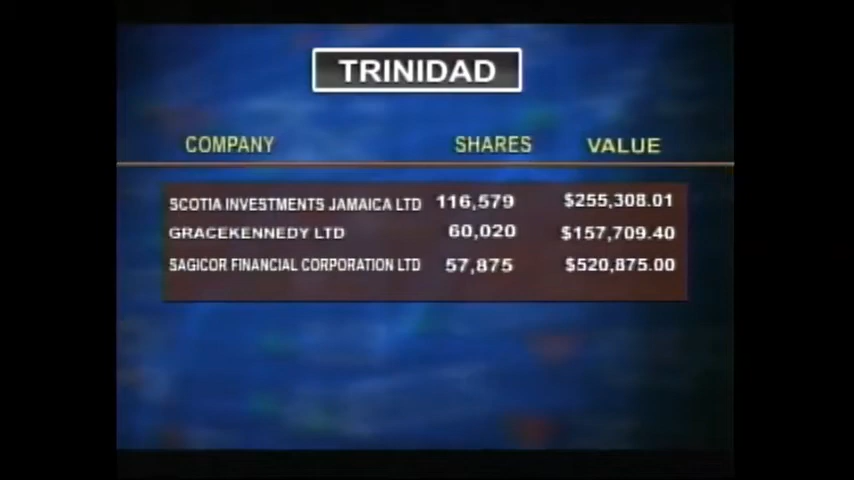 TRINIDAD
COMPANY SHARES VALUE
SCOTIA INVESTMENTS JAMAICA LTD 116,579 $255,308.01
GRACEKENNEDY LTD 60,020 $157,709.40
SAGICOR FINANCIAL CORPORATION LTD 57,875 $520,875.00